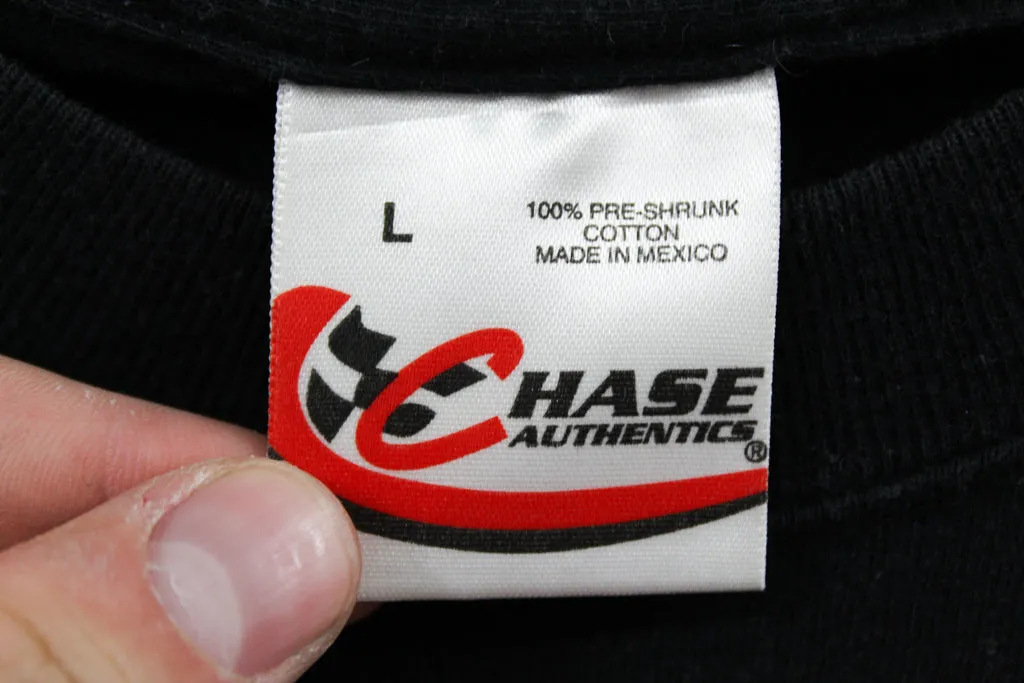 L
100% PRE-SHRUNK
COTTON
MADE IN MEXICO
CHASE
AUTHENTICS®